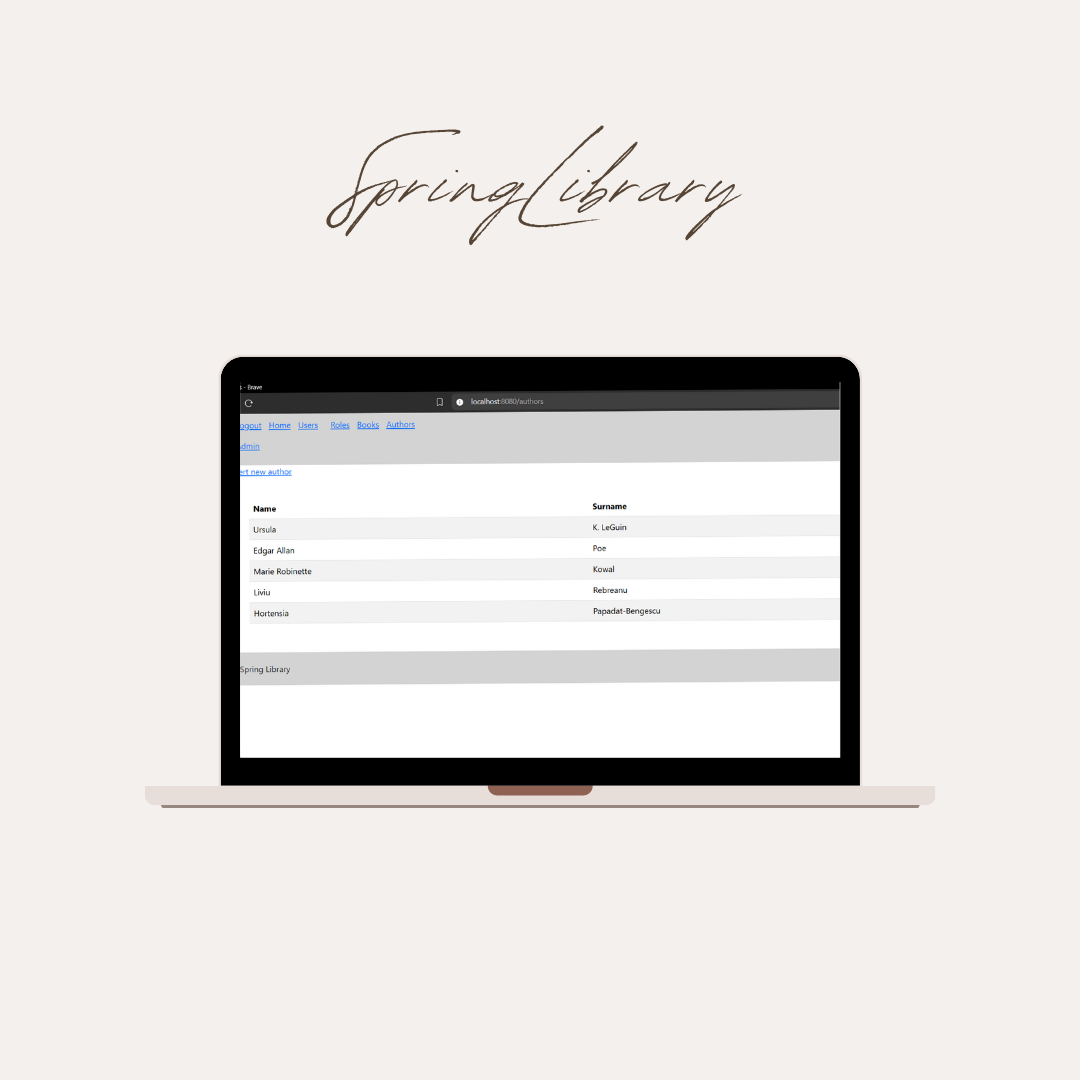 Spring Library
- Brave
localhost:8080/authors
ogout Home Users Roles Books Authors
dmin
ert new author
Name Surname
Ursula K. LeGuin
Edgar Allan Poe
Marie Robinette Kowal
Liviu Rebreanu
Hortensia Papadat-Bengescu
Spring Library